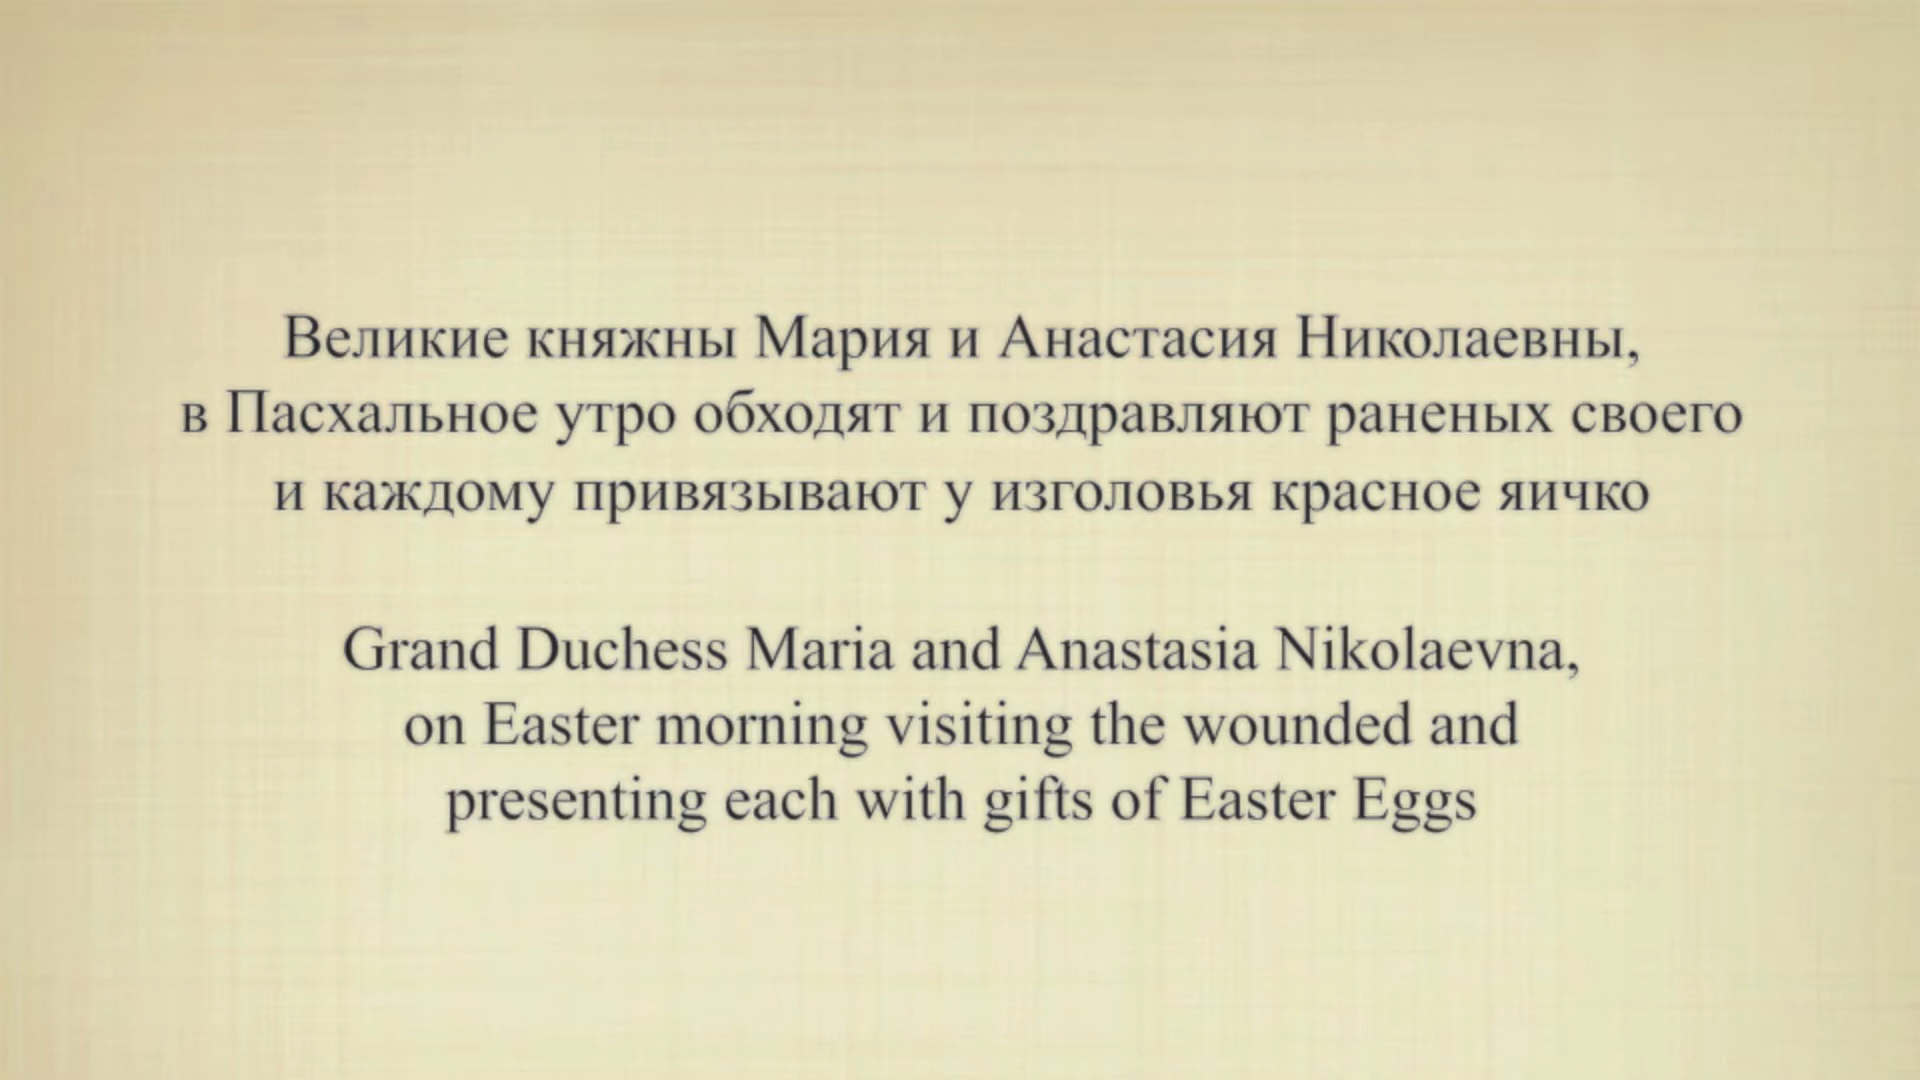 Великие княжны Мария и Анастасия Николаевны,
в Пасхальное утро обходят и поздравляют раненых своего
и каждому привязывают у изголовья красное яичко
Grand Duchess Maria and Anastasia Nikolaevna,
on Easter morning visiting the wounded and
presenting each with gifts of Easter Eggs